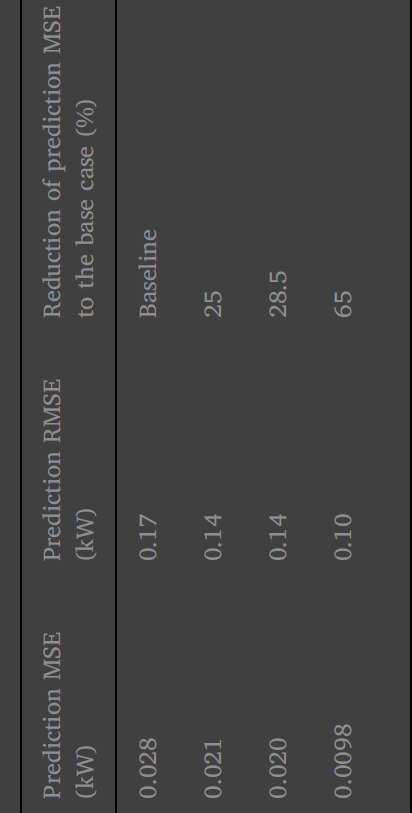 Prediction MSE
(kW)
Prediction RMSE
(kW)
Reduction of prediction MSE
to the base case (%)
0.028
0.17
Baseline
0.021
0.14
25
0.020
0.14
28.5
0.0098
0.10
65